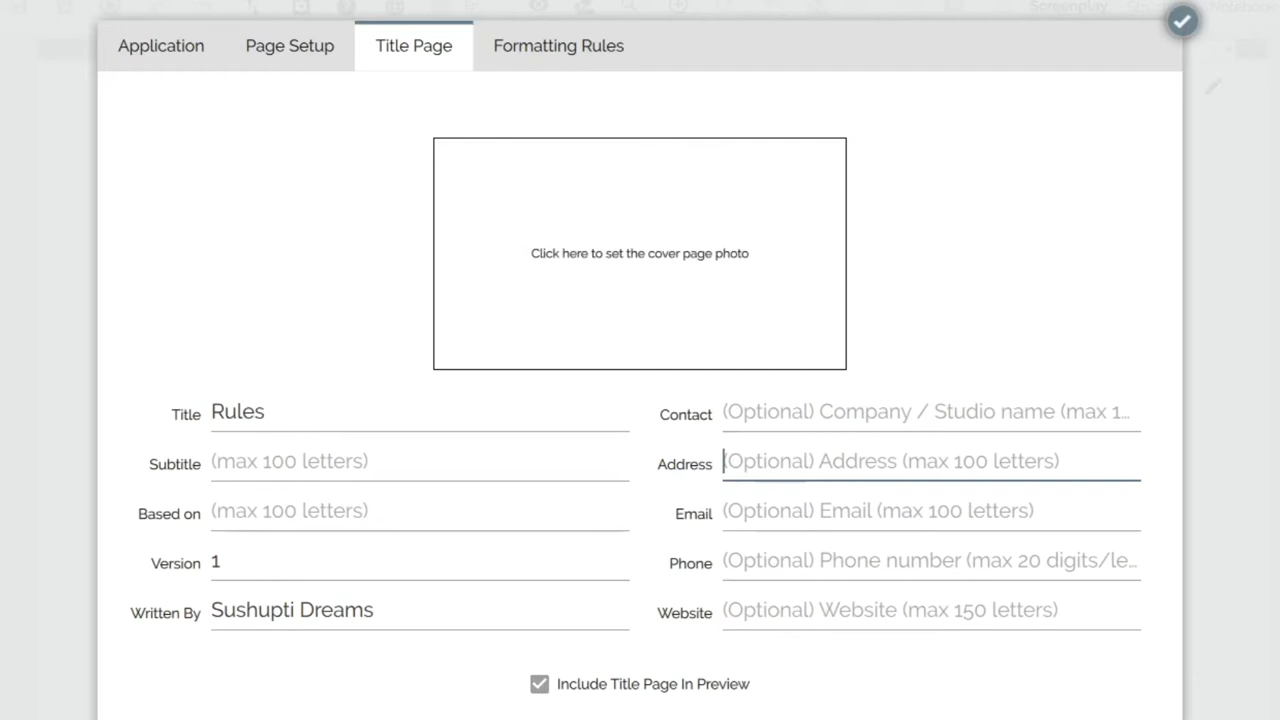 Screenplay
Notebook
Application
Page Setup
Title Page
Formatting Rules
Click here to set the cover page photo
Title Rules
Subtitle (max 100 letters)
Based on (max 100 letters)
Version 1
Written By Sushupti Dreams
Contact (Optional) Company / Studio name (max 1...
Address (Optional) Address (max 100 letters)
Email (Optional) Email (max 100 letters)
Phone (Optional) Phone number (max 20 digits/le...
Website (Optional) Website (max 150 letters)
Include Title Page In Preview